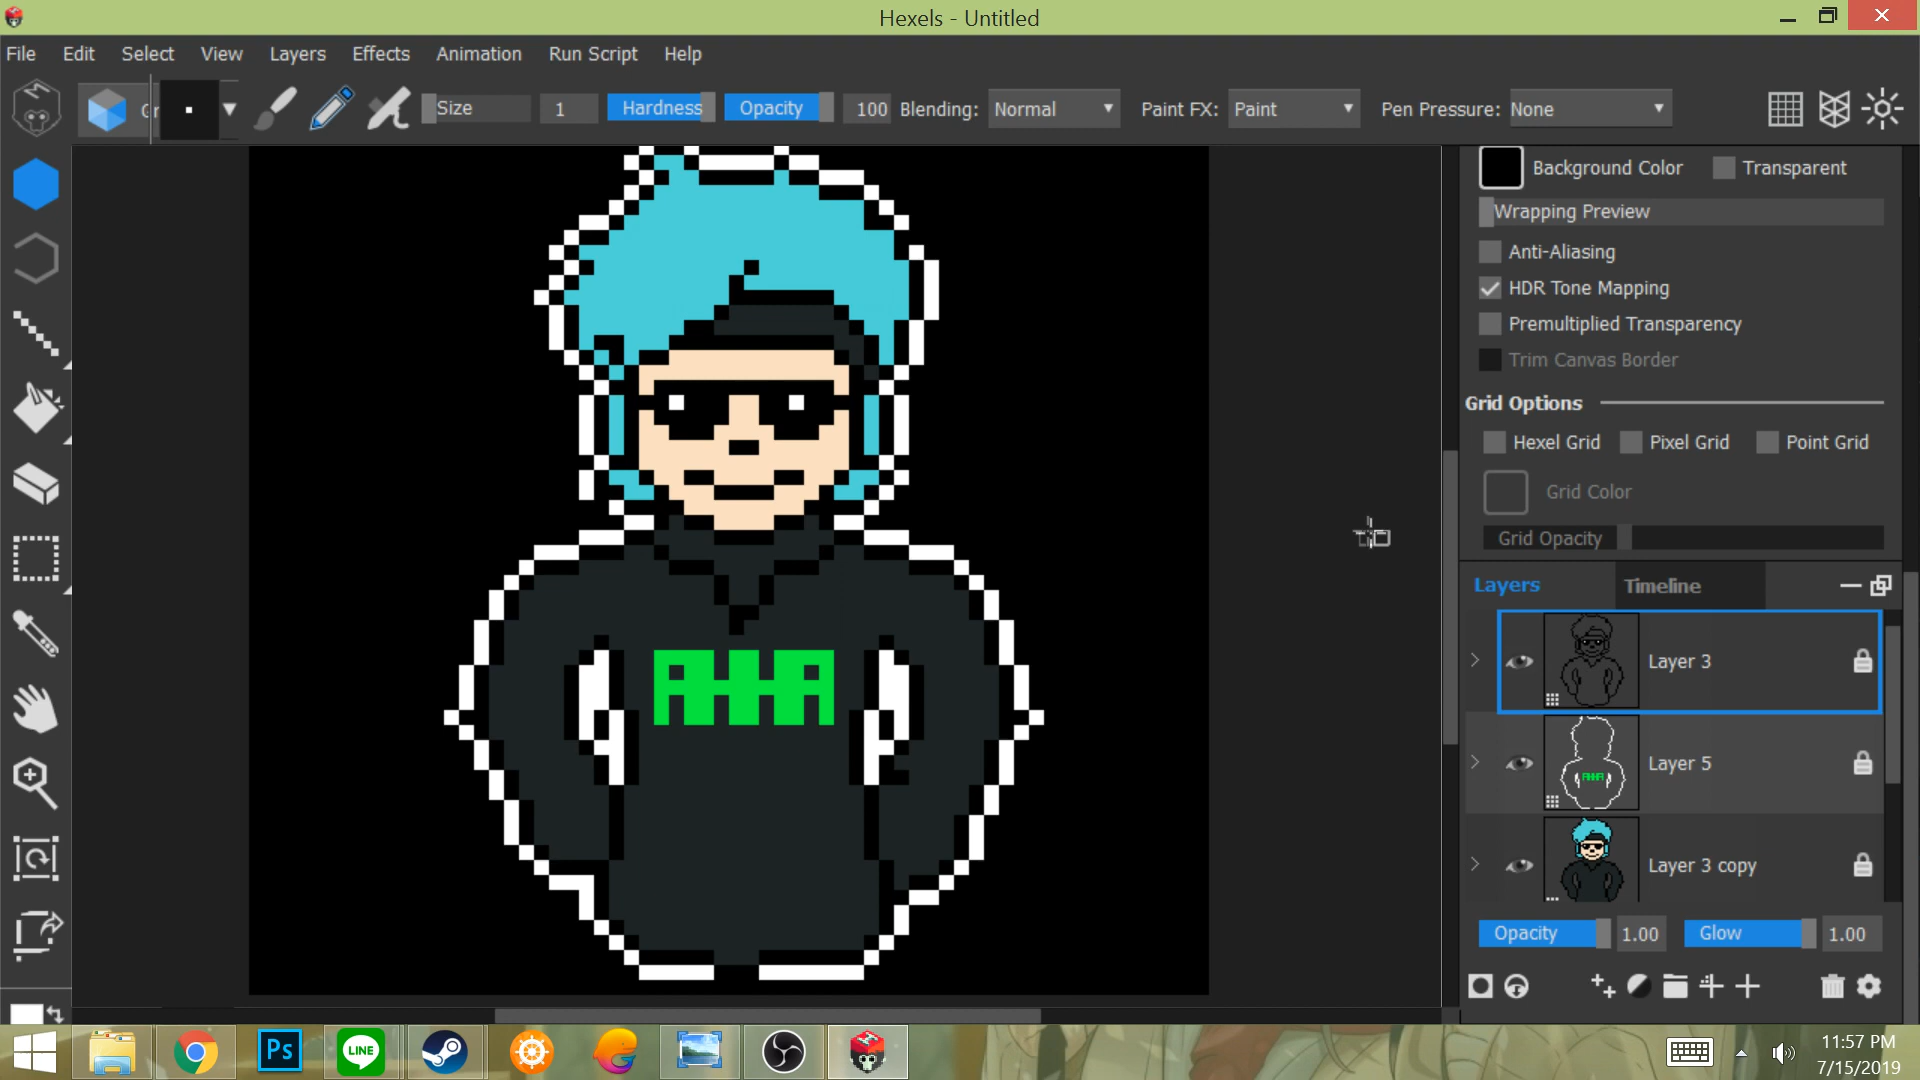 Hexels - Untitled
File Edit Select View Layers Effects Animation Run Script Help
Size 1 Hardness Opacity 100 Blending: Normal Paint FX: Paint Pen Pressure: None
Background Color Transparent
Wrapping Preview
Anti-Aliasing
HDR Tone Mapping
Premultiplied Transparency
Trim Canvas Border
Grid Options
Hexel Grid Pixel Grid Point Grid
Grid Color
Grid Opacity
Layers Timeline
Layer 3
Layer 5
Layer 3 copy
Opacity 1.00 Glow 1.00
Ps
LINE
11:57 PM
7/15/2019